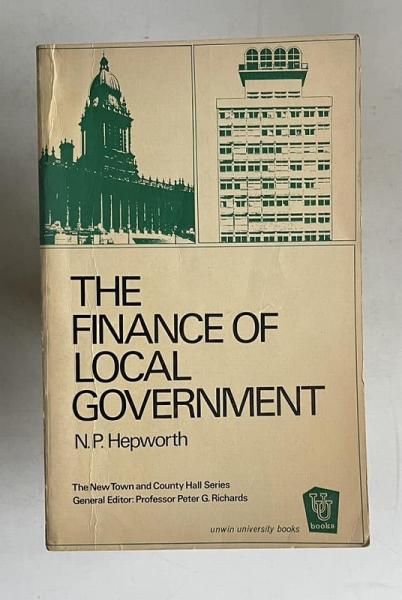 THE
FINANCE OF
LOCAL
GOVERNMENT
N.P. Hepworth
The New Town and County Hall Series
General Editor: Professor Peter G. Richards
unwin university books
UU
books